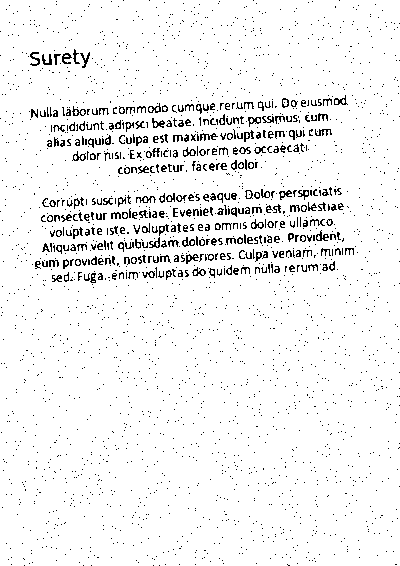 Surety
Nulla laborum commodo cumque rerum qui. Do eiusmod
incididunt adipisci beatae. Incidunt possimus, cum
alias aliquid. Culpa est maxime voluptatem qui cum
dolor nisi. Ex officia dolorem eos occaecati
consectetur, facere dolor.
Corrupti suscipit non dolores eaque. Dolor perspiciatis
consectetur molestiae. Eveniet aliquam est, molestiae
voluptate iste. Voluptates ea omnis dolore ullamco.
Aliquam velit quibusdam dolores molestiae. Provident,
eum provident, nostrum asperiores. Culpa veniam, minim
sed. Fuga. enim voluptas do quidem nulla rerum ad.